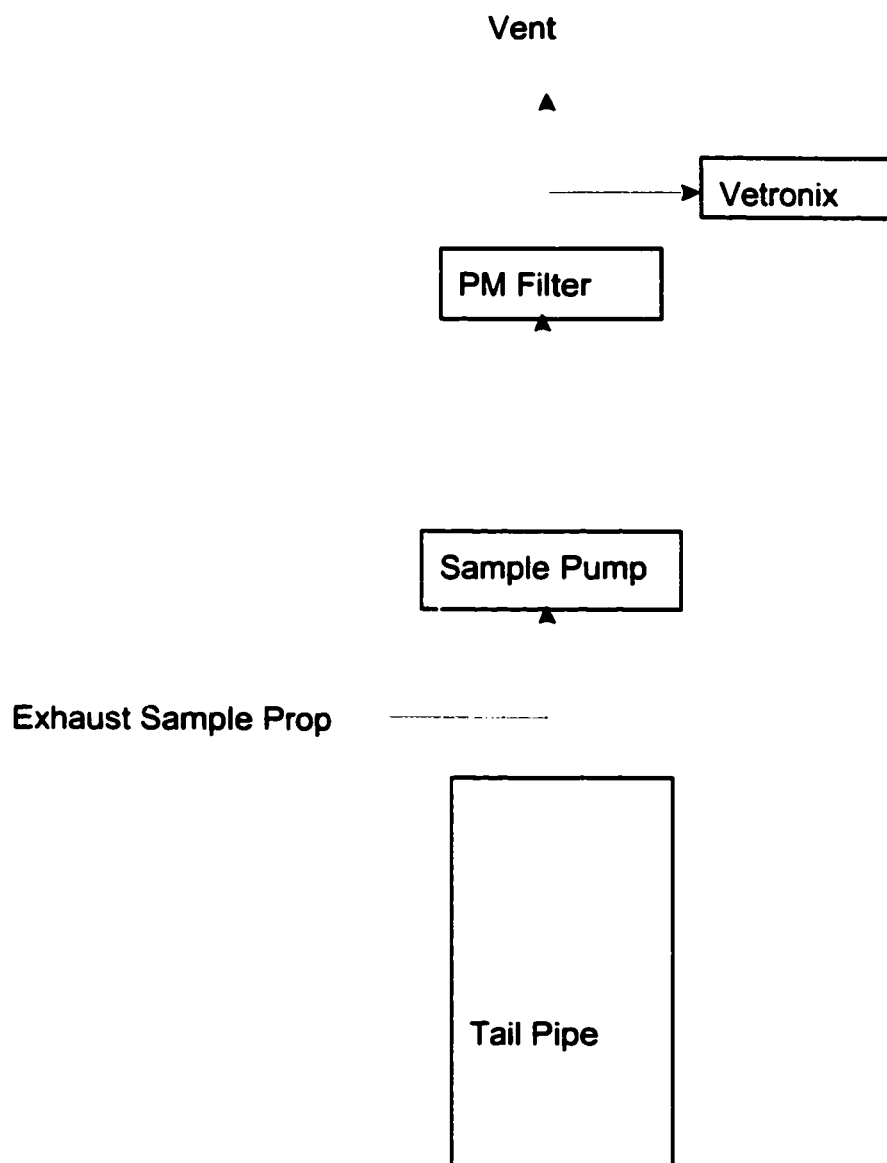 Vent
Vetronix
PM Filter
Sample Pump
Exhaust Sample Prop
Tail Pipe